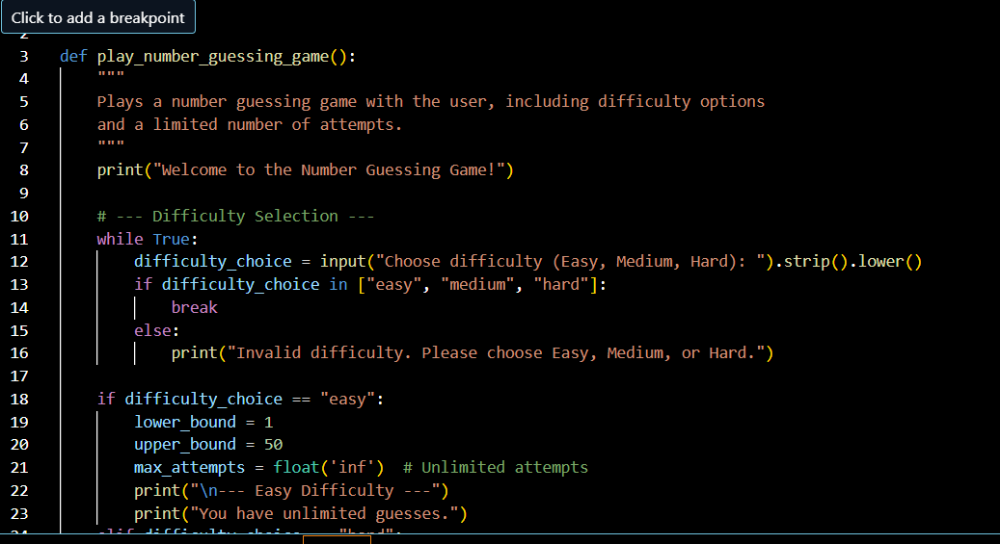 Click to add a breakpoint
2
3 def play_number_guessing_game():
4     """
5     Plays a number guessing game with the user, including difficulty options
6     and a limited number of attempts.
7     """
8     print("Welcome to the Number Guessing Game!")
9
10     # --- Difficulty Selection ---
11     while True:
12         difficulty_choice = input("Choose difficulty (Easy, Medium, Hard): ").strip().lower()
13         if difficulty_choice in ["easy", "medium", "hard"]:
14             break
15         else:
16             print("Invalid difficulty. Please choose Easy, Medium, or Hard.")
17
18     if difficulty_choice == "easy":
19         lower_bound = 1
20         upper_bound = 50
21         max_attempts = float('inf')  # Unlimited attempts
22         print("\n--- Easy Difficulty ---")
23         print("You have unlimited guesses.")
24     elif difficulty_choice == "hard":